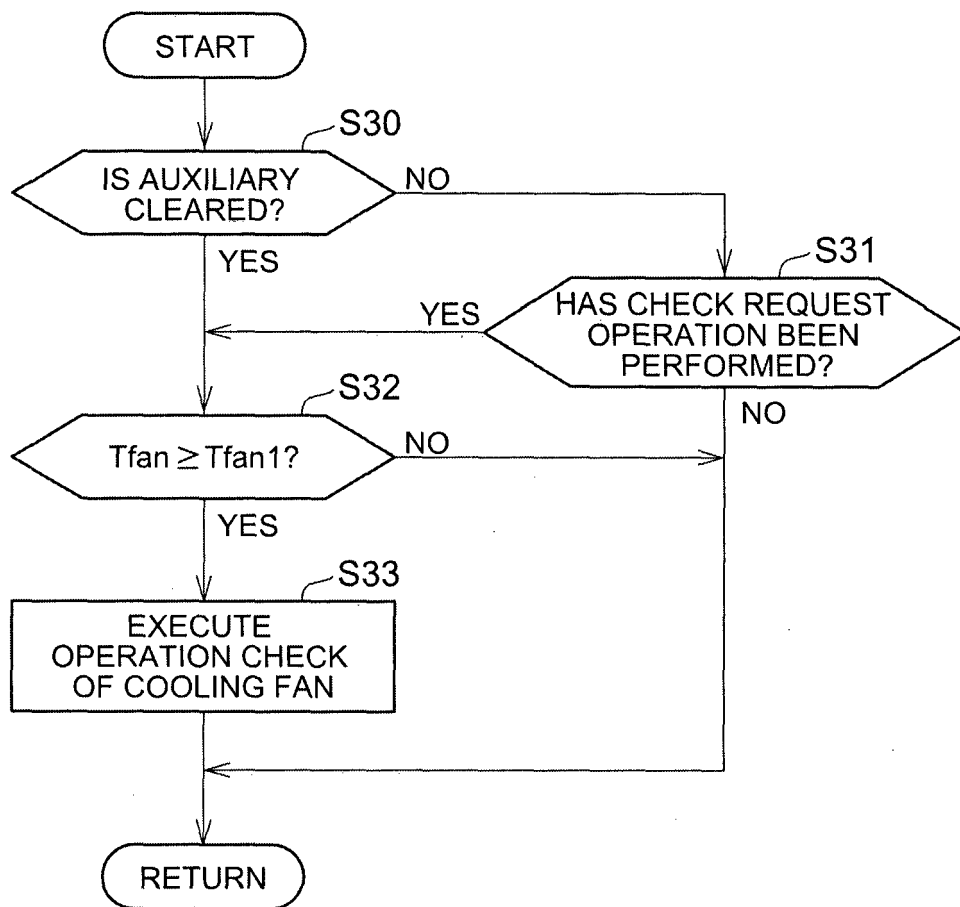 START
S30
IS AUXILIARY
CLEARED?
NO
YES
S31
HAS CHECK REQUEST
OPERATION BEEN
PERFORMED?
YES
NO
S32
Tfan ≧ Tfan1?
NO
YES
S33
EXECUTE
OPERATION CHECK
OF COOLING FAN
RETURN